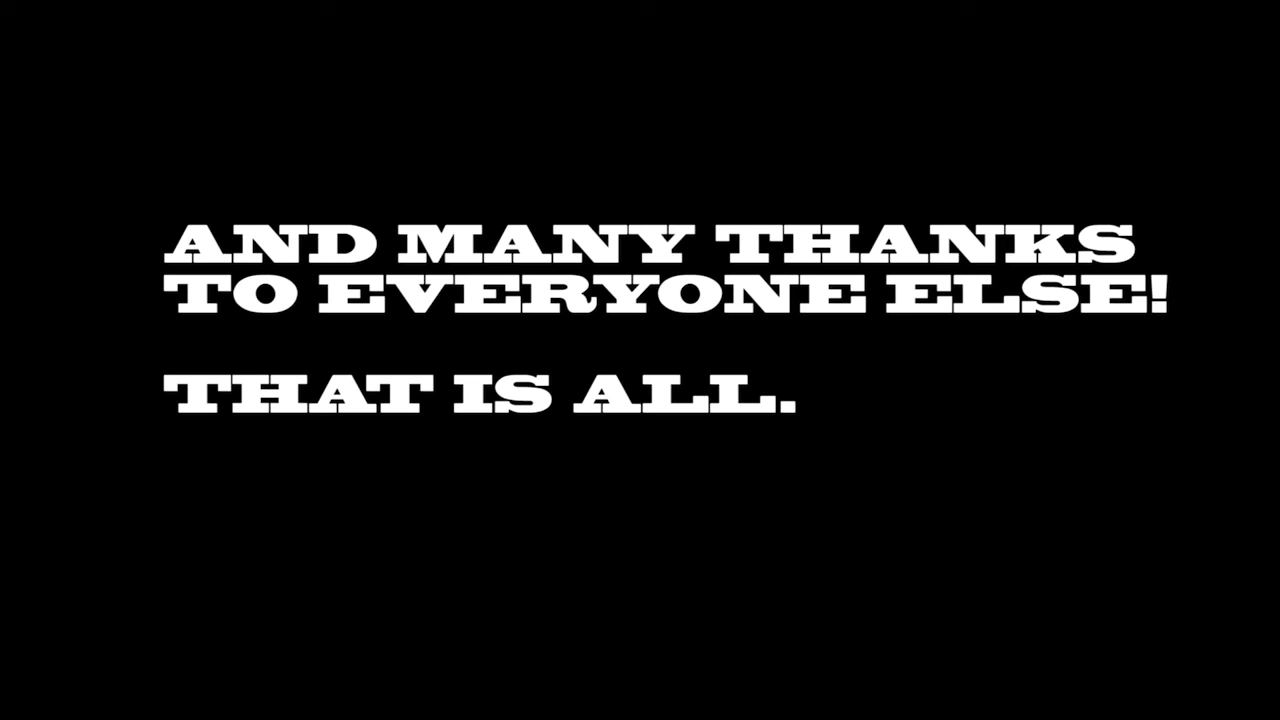 AND MANY THANKS
TO EVERYONE ELSE!
THAT IS ALL.